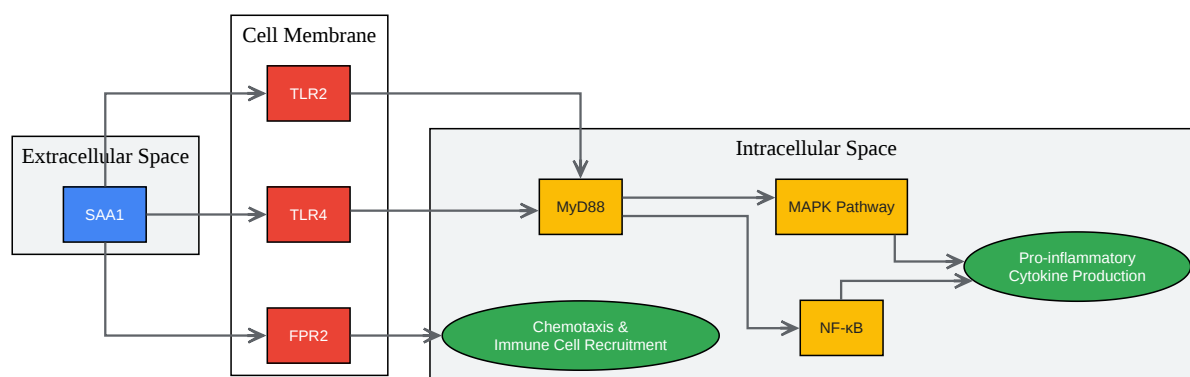 Cell Membrane
TLR2
Extracellular Space
Intracellular Space
SAA1
TLR4
MyD88
MAPK Pathway
Pro-inflammatory
Cytokine Production
FPR2
Chemotaxis &
Immune Cell Recruitment
NF-κB